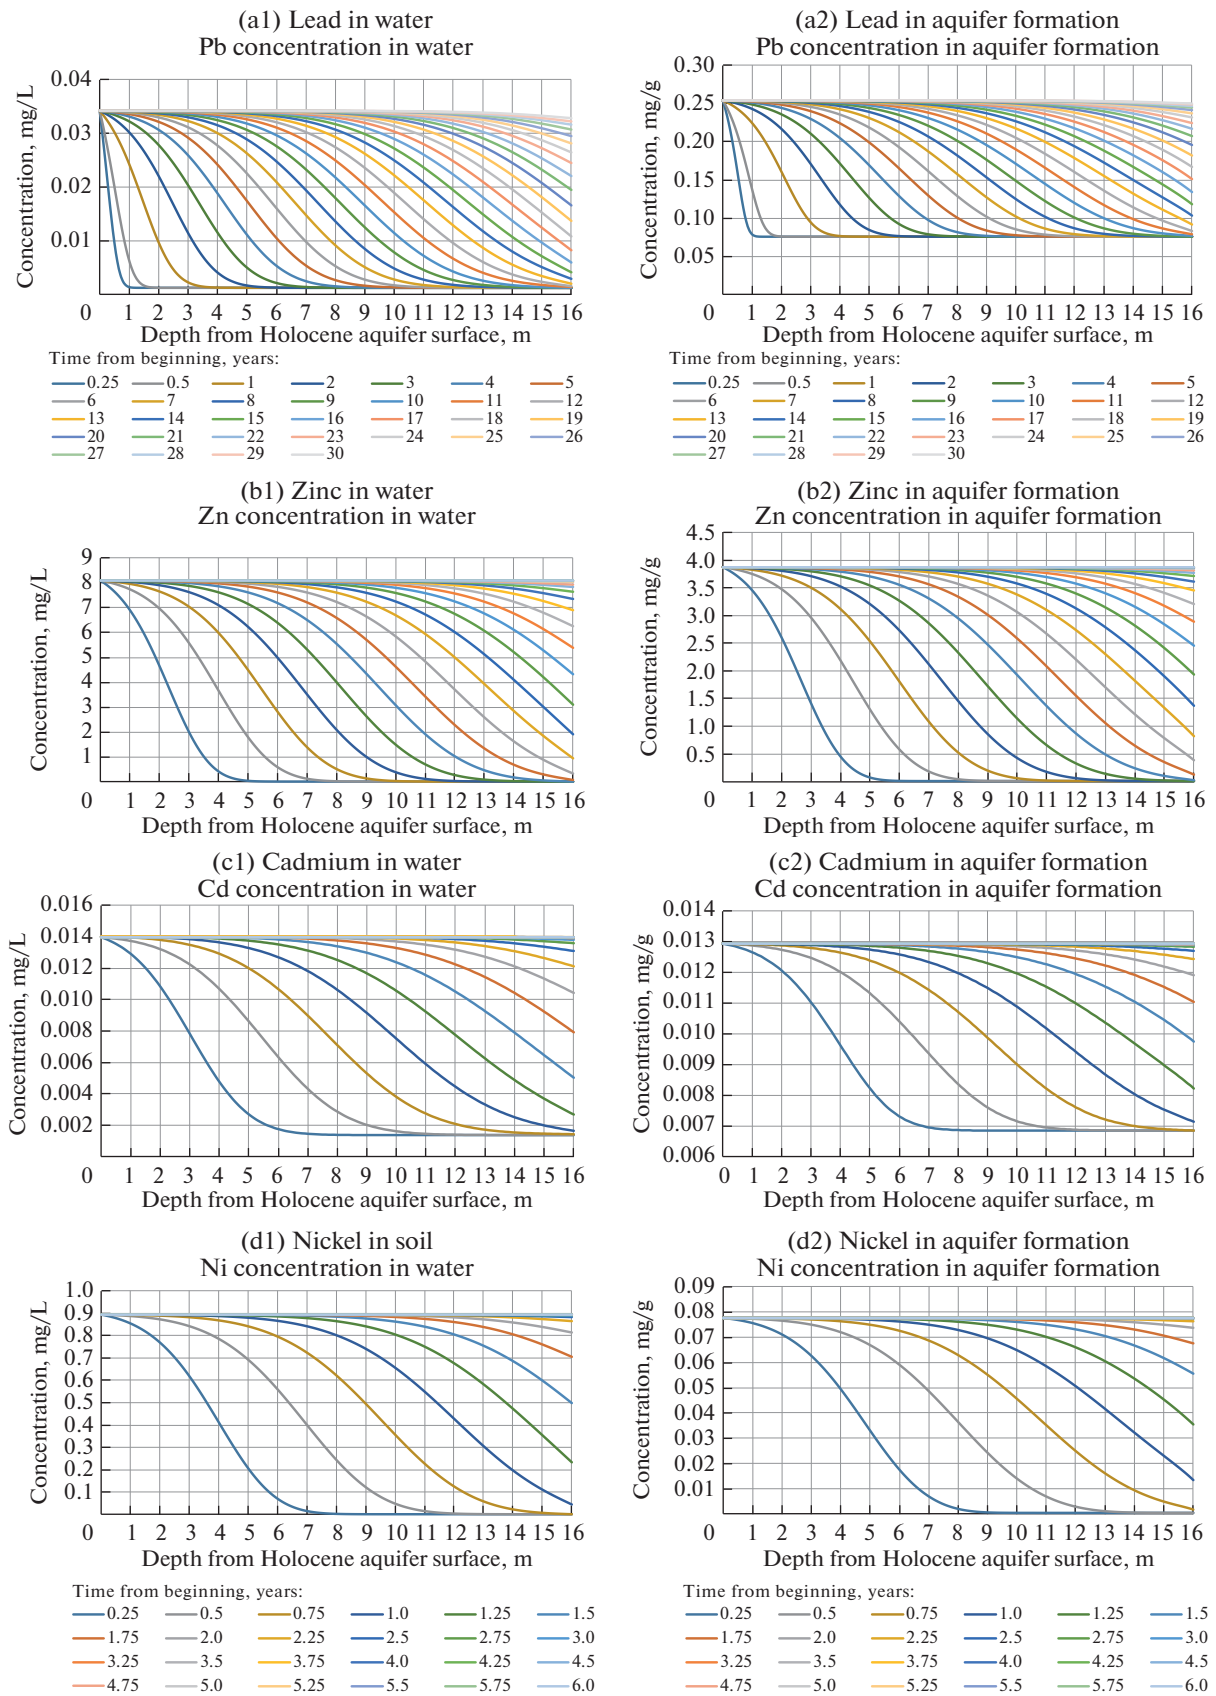 (a1) Lead in water
Pb concentration in water
Concentration, mg/L
0.04
0.03
0.02
0.01
0 1 2 3 4 5 6 7 8 9 10 11 12 13 14 15 16
Depth from Holocene aquifer surface, m
Time from beginning, years:
0.25 0.5 1 2 3 4 5
6 7 8 9 10 11 12
13 14 15 16 17 18 19
20 21 22 23 24 25 26
27 28 29 30
(a2) Lead in aquifer formation
Pb concentration in aquifer formation
Concentration, mg/g
0.30
0.25
0.20
0.15
0.10
0.05
0 1 2 3 4 5 6 7 8 9 10 11 12 13 14 15 16
Depth from Holocene aquifer surface, m
Time from beginning, years:
0.25 0.5 1 2 3 4 5
6 7 8 9 10 11 12
13 14 15 16 17 18 19
20 21 22 23 24 25 26
27 28 29 30
(b1) Zinc in water
Zn concentration in water
Concentration, mg/L
9
8
7
6
5
4
3
2
1
0 1 2 3 4 5 6 7 8 9 10 11 12 13 14 15 16
Depth from Holocene aquifer surface, m
(b2) Zinc in aquifer formation
Zn concentration in aquifer formation
Concentration, mg/g
4.5
4.0
3.5
3.0
2.5
2.0
1.5
1.0
0.5
0 1 2 3 4 5 6 7 8 9 10 11 12 13 14 15 16
Depth from Holocene aquifer surface, m
(c1) Cadmium in water
Cd concentration in water
Concentration, mg/L
0.016
0.014
0.012
0.010
0.008
0.006
0.004
0.002
0 1 2 3 4 5 6 7 8 9 10 11 12 13 14 15 16
Depth from Holocene aquifer surface, m
(c2) Cadmium in aquifer formation
Cd concentration in aquifer formation
Concentration, mg/g
0.014
0.013
0.012
0.011
0.010
0.009
0.008
0.007
0.006
0 1 2 3 4 5 6 7 8 9 10 11 12 13 14 15 16
Depth from Holocene aquifer surface, m
(d1) Nickel in soil
Ni concentration in water
Concentration, mg/L
1.0
0.9
0.8
0.7
0.6
0.5
0.4
0.3
0.2
0.1
0 1 2 3 4 5 6 7 8 9 10 11 12 13 14 15 16
Depth from Holocene aquifer surface, m
Time from beginning, years:
0.25 0.5 0.75 1.0 1.25 1.5
1.75 2.0 2.25 2.5 2.75 3.0
3.25 3.5 3.75 4.0 4.25 4.5
4.75 5.0 5.25 5.5 5.75 6.0
(d2) Nickel in aquifer formation
Ni concentration in aquifer formation
Concentration, mg/g
0.09
0.08
0.07
0.06
0.05
0.04
0.03
0.02
0.01
0 1 2 3 4 5 6 7 8 9 10 11 12 13 14 15 16
Depth from Holocene aquifer surface, m
Time from beginning, years:
0.25 0.5 0.75 1.0 1.25 1.5
1.75 2.0 2.25 2.5 2.75 3.0
3.25 3.5 3.75 4.0 4.25 4.5
4.75 5.0 5.25 5.5 5.75 6.0